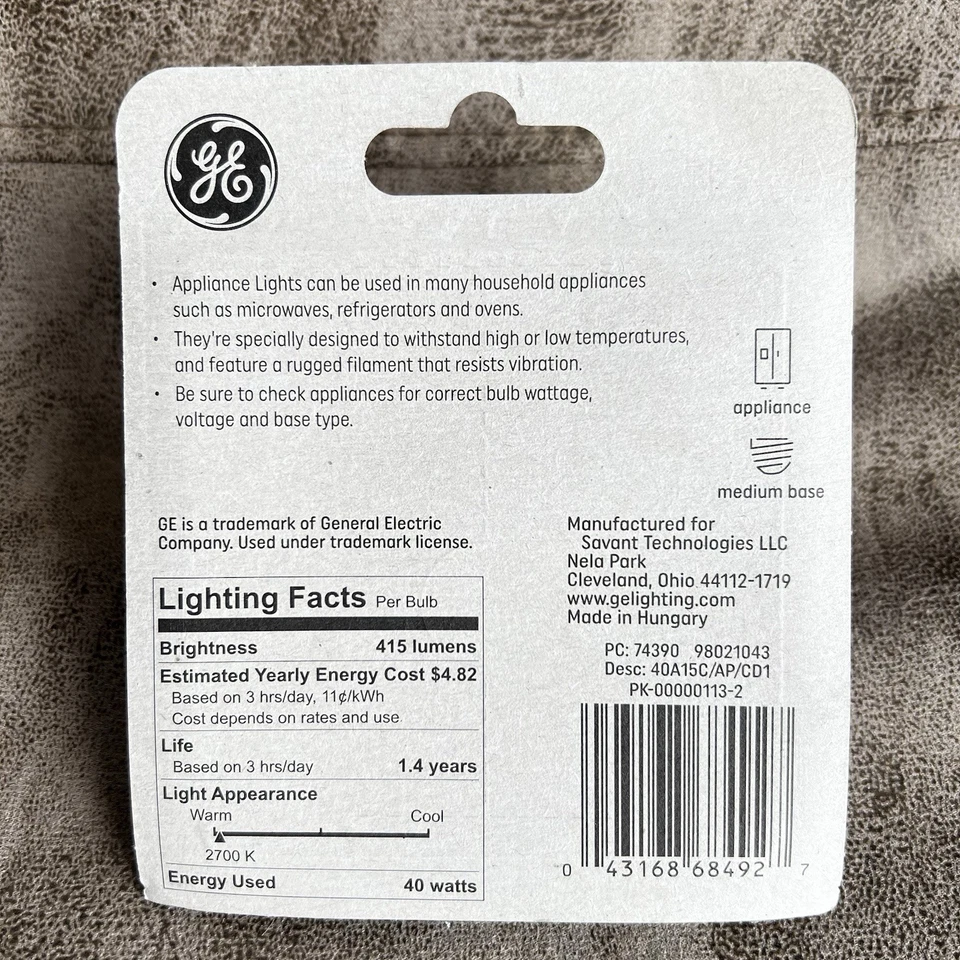 GE
• Appliance Lights can be used in many household appliances
such as microwaves, refrigerators and ovens.
• They're specially designed to withstand high or low temperatures,
and feature a rugged filament that resists vibration.
• Be sure to check appliances for correct bulb wattage,
voltage and base type.
appliance
medium base
GE is a trademark of General Electric
Company. Used under trademark license.
Manufactured for
Savant Technologies LLC
Nela Park
Cleveland, Ohio 44112-1719
www.gelighting.com
Made in Hungary
Lighting Facts Per Bulb
Brightness 415 lumens
Estimated Yearly Energy Cost $4.82
Based on 3 hrs/day, 11¢/kWh
Cost depends on rates and use
Life
Based on 3 hrs/day 1.4 years
Light Appearance
Warm Cool
2700 K
Energy Used 40 watts
PC: 74390 98021043
Desc: 40A15C/AP/CD1
PK-00000113-2
0 43168 68492 7